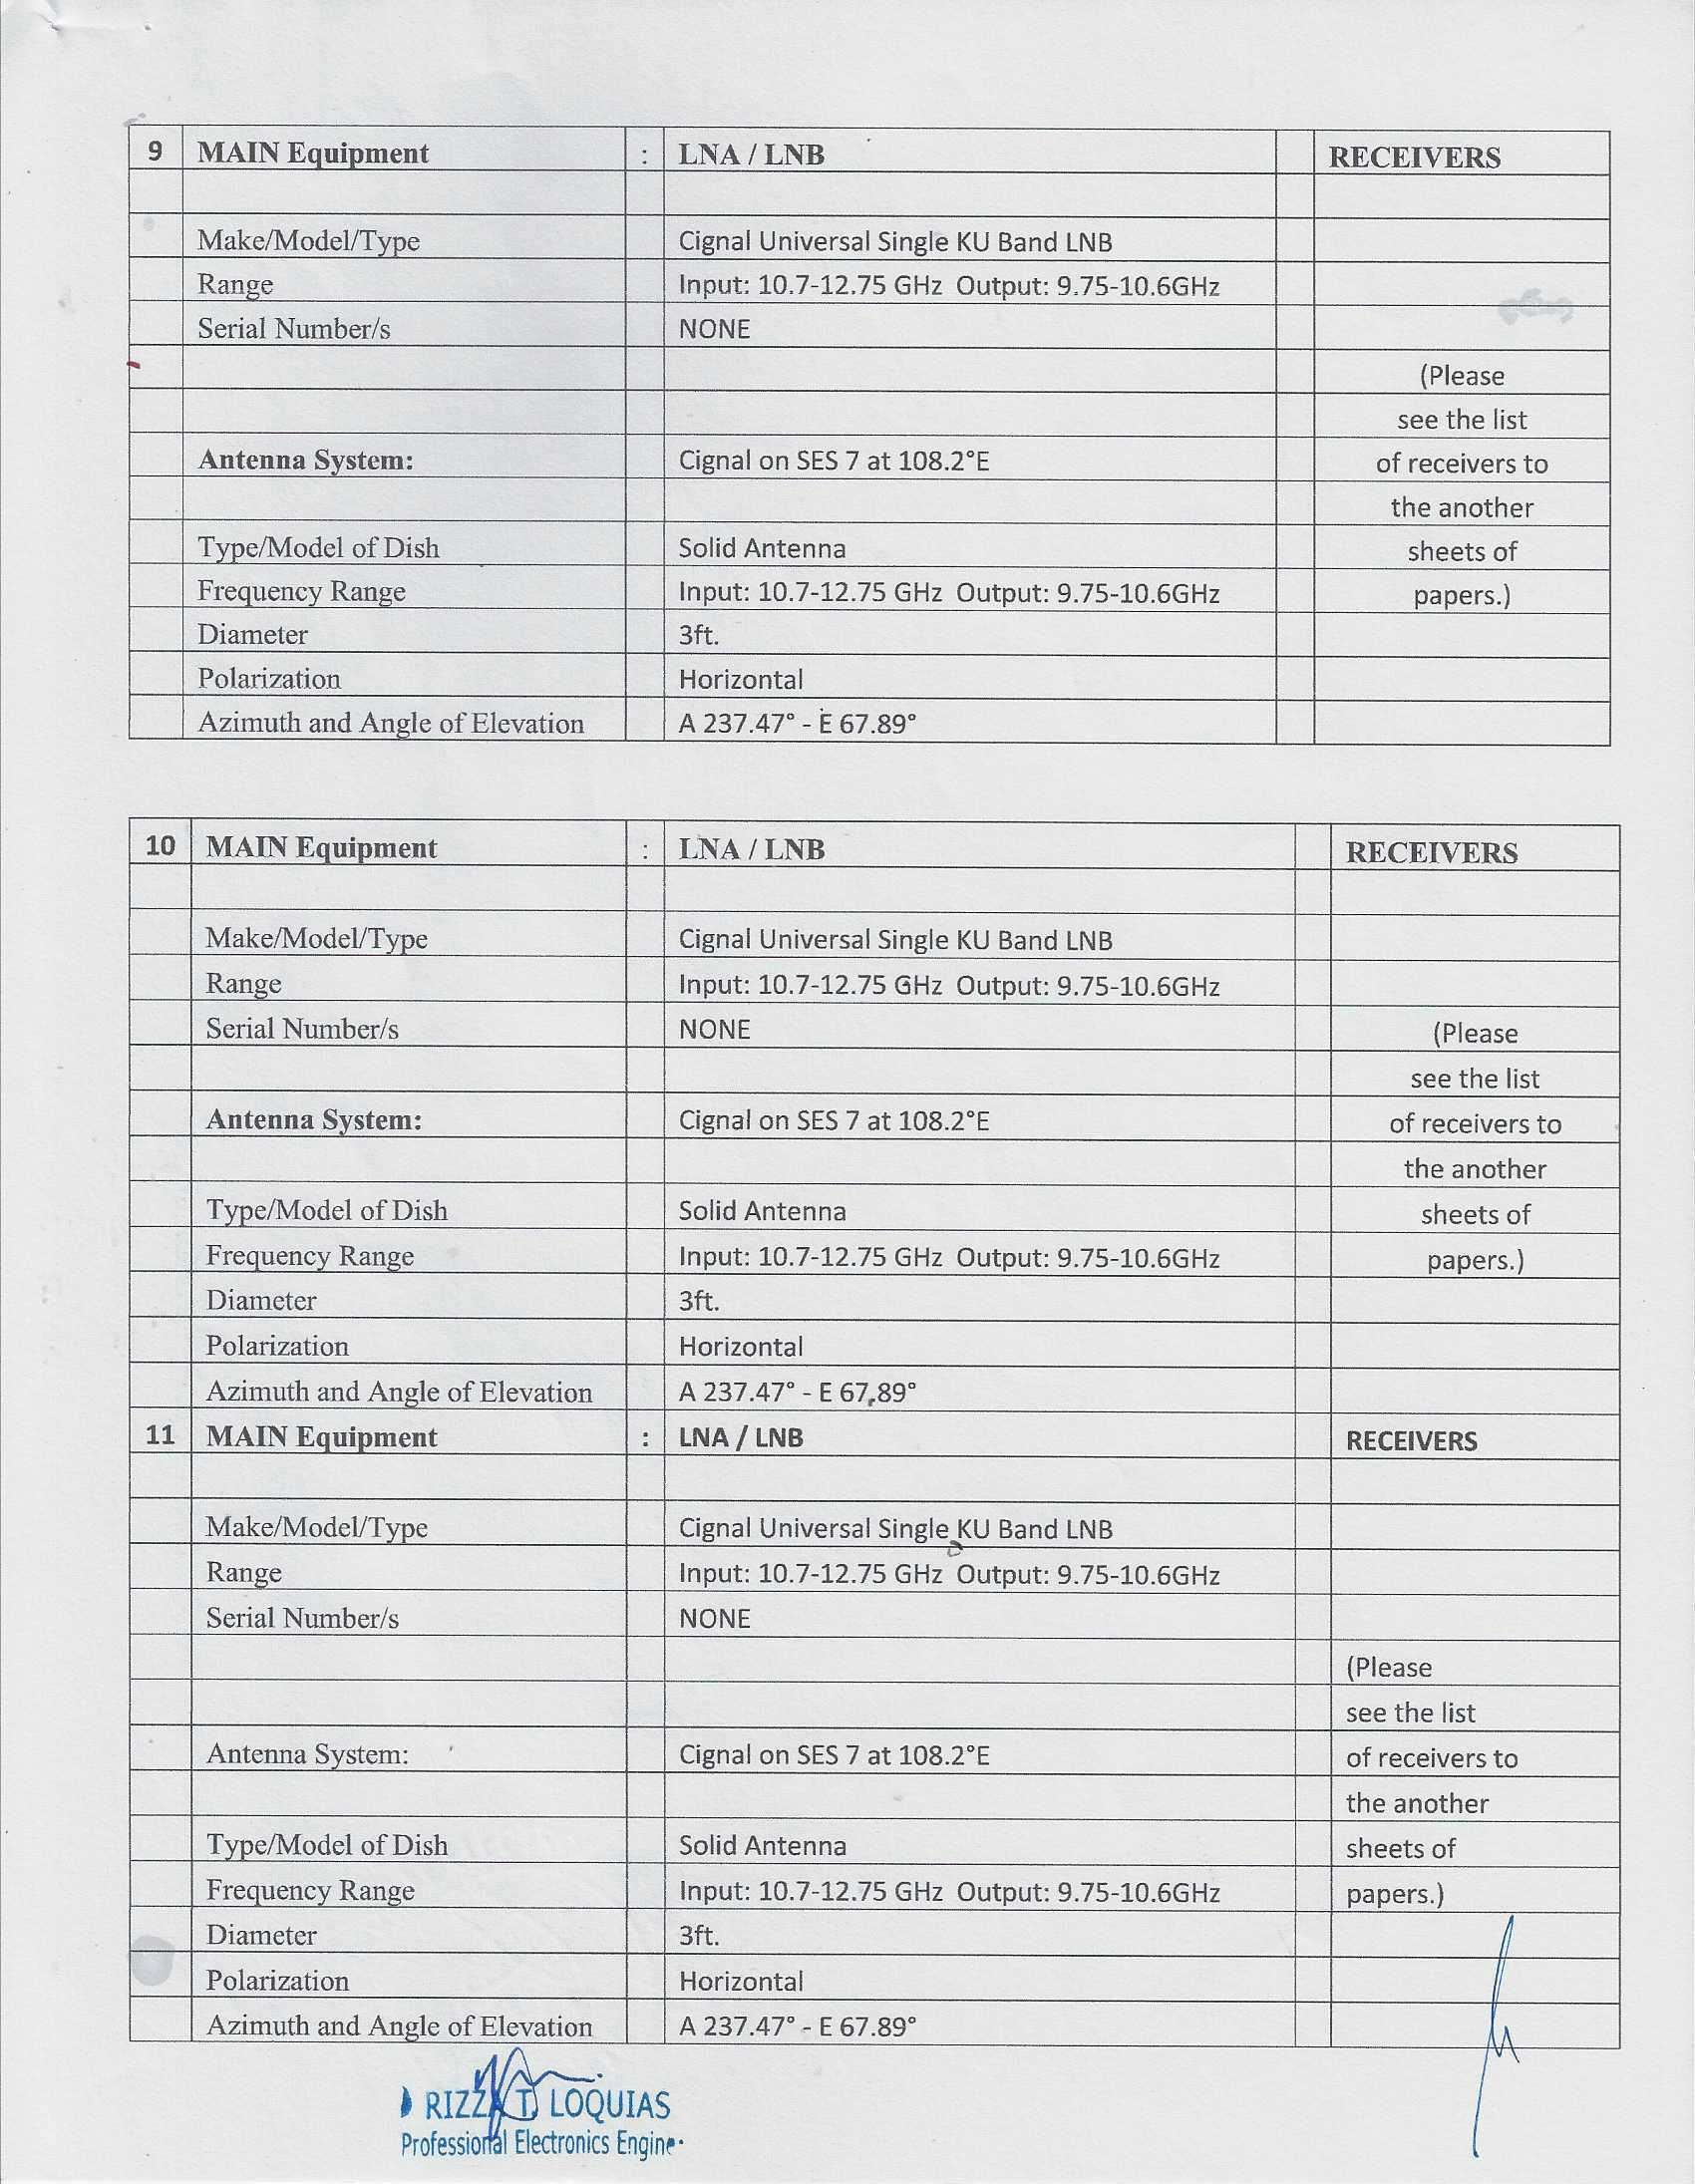 9 MAIN Equipment : LNA / LNB RECEIVERS
Make/Model/Type Cignal Universal Single KU Band LNB
Range Input: 10.7-12.75 GHz Output: 9.75-10.6GHz
Serial Number/s NONE
(Please
see the list
Antenna System: Cignal on SES 7 at 108.2°E of receivers to
the another
Type/Model of Dish Solid Antenna sheets of
Frequency Range Input: 10.7-12.75 GHz Output: 9.75-10.6GHz papers.)
Diameter 3ft.
Polarization Horizontal
Azimuth and Angle of Elevation A 237.47° - E 67.89°
10 MAIN Equipment : LNA / LNB RECEIVERS
Make/Model/Type Cignal Universal Single KU Band LNB
Range Input: 10.7-12.75 GHz Output: 9.75-10.6GHz
Serial Number/s NONE (Please
see the list
Antenna System: Cignal on SES 7 at 108.2°E of receivers to
the another
Type/Model of Dish Solid Antenna sheets of
Frequency Range Input: 10.7-12.75 GHz Output: 9.75-10.6GHz papers.)
Diameter 3ft.
Polarization Horizontal
Azimuth and Angle of Elevation A 237.47° - E 67.89°
11 MAIN Equipment : LNA / LNB RECEIVERS
Make/Model/Type Cignal Universal Single KU Band LNB
Range Input: 10.7-12.75 GHz Output: 9.75-10.6GHz
Serial Number/s NONE
(Please
see the list
Antenna System: Cignal on SES 7 at 108.2°E of receivers to
the another
Type/Model of Dish Solid Antenna sheets of
Frequency Range Input: 10.7-12.75 GHz Output: 9.75-10.6GHz papers.)
Diameter 3ft.
Polarization Horizontal
Azimuth and Angle of Elevation A 237.47° - E 67.89°
T. LOQUIAS
Professional Electronics